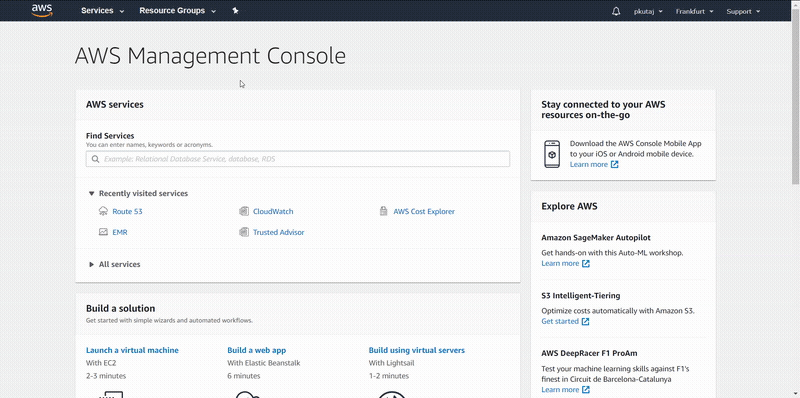 aws
Services
Resource Groups
pkutaj
Frankfurt
Support
AWS Management Console
AWS services
Find Services
You can enter names, keywords or acronyms.
Example: Relational Database Service, database, RDS
Recently visited services
Route 53
CloudWatch
AWS Cost Explorer
EMR
Trusted Advisor
All services
Build a solution
Get started with simple wizards and automated workflows.
Launch a virtual machine
With EC2
2-3 minutes
Build a web app
With Elastic Beanstalk
6 minutes
Build using virtual servers
With Lightsail
1-2 minutes
Stay connected to your AWS
resources on-the-go
Download the AWS Console Mobile App
to your iOS or Android mobile device.
Learn more
Explore AWS
Amazon SageMaker Autopilot
Get hands-on with this Auto-ML workshop.
Learn more
S3 Intelligent-Tiering
Optimize costs automatically with Amazon S3.
Get started
AWS DeepRacer F1 ProAm
Test your machine learning skills against F1's
finest in Circuit de Barcelona-Catalunya
Learn more